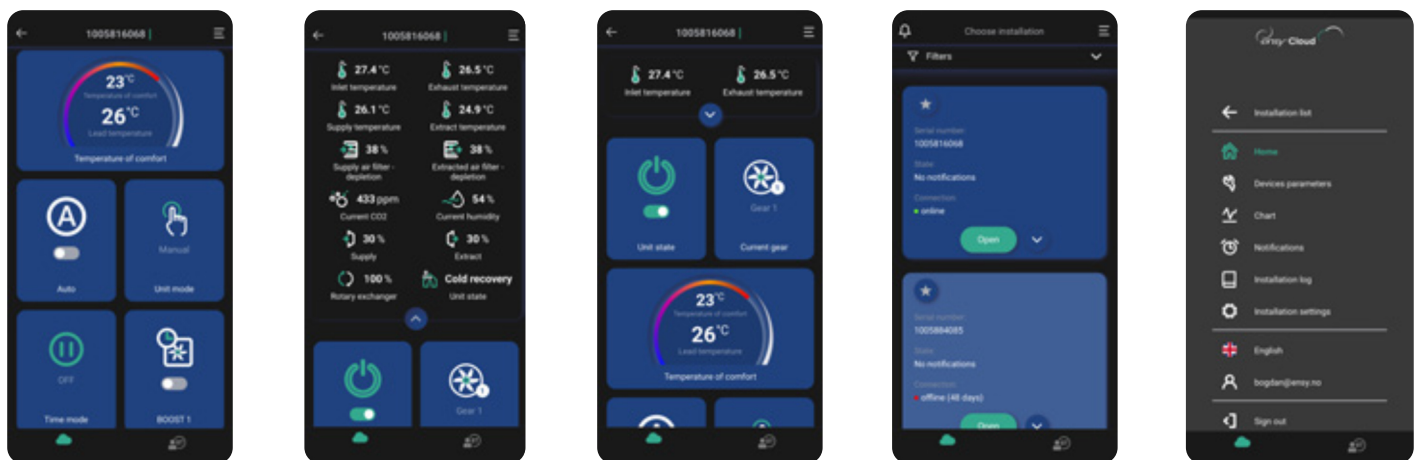 1005816068
23°C
Temperature of comfort
26°C
Lead temperature
Temperature of comfort
A
Auto
Manual
Unit mode
OFF
Time mode
BOOST 1
1005816068
27.4 °C
Inlet temperature
26.5 °C
Exhaust temperature
26.1 °C
Supply temperature
24.9 °C
Extract temperature
38 %
Supply air filter -
depletion
38 %
Extracted air filter -
depletion
433 ppm
Current CO2
54 %
Current humidity
30 %
Supply
30 %
Extract
100 %
Rotary exchanger
Cold recovery
Unit state
Gear 1
1005816068
27.4 °C
Inlet temperature
26.5 °C
Exhaust temperature
Unit state
1
Gear 1
Current gear
23°C
Temperature of comfort
26°C
Lead temperature
Temperature of comfort
Choose installation
Filters
Serial number
1005816068
State
No notifications
Connection
online
Open
Serial number
1005884085
State
No notifications
Connection
offline (48 days)
Open
ensy-Cloud
Installation list
Home
Devices parameters
Chart
Notifications
Installation log
Installation settings
English
bogdan@ensy.no
Sign out